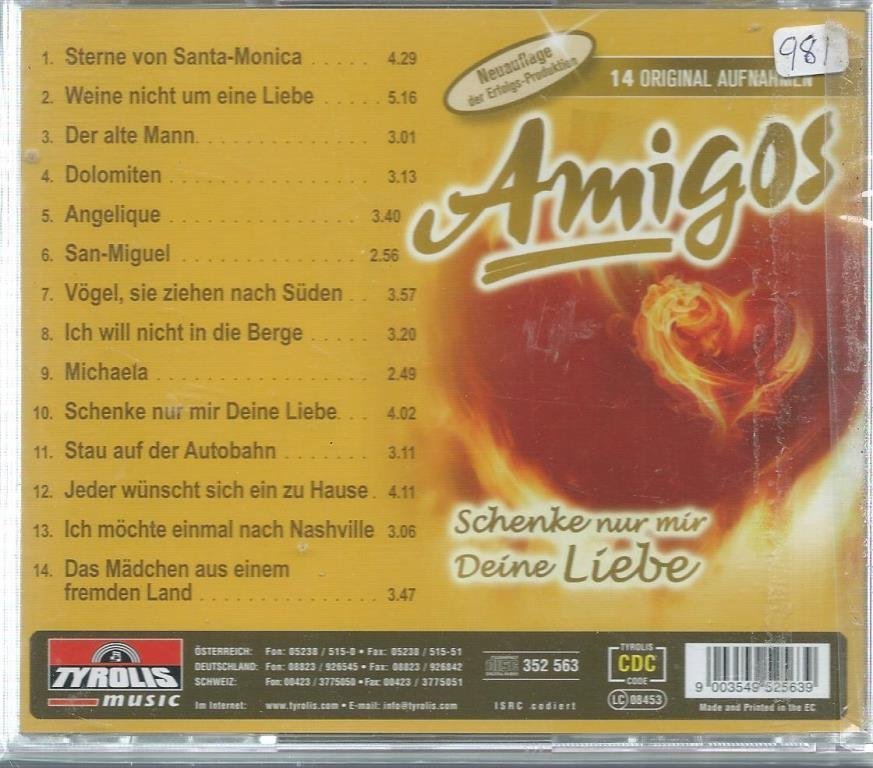 1. Sterne von Santa-Monica . . . . . 4.29
2. Weine nicht um eine Liebe . . . . . 5.16
3. Der alte Mann. . . . . . . . . . . . . . 3.01
4. Dolomiten . . . . . . . . . . . . . . . . 3.13
5. Angelique . . . . . . . . . . . . . . . 3.40
6. San-Miguel . . . . . . . . . . . . . . 2.56
7. Vögel, sie ziehen nach Süden . . 3.57
8. Ich will nicht in die Berge . . . . . 3.20
9. Michaela . . . . . . . . . . . . . . . . . 2.49
10. Schenke nur mir Deine Liebe. . . 4.02
11. Stau auf der Autobahn . . . . . . . 3.11
12. Jeder wünscht sich ein zu Hause . 4.11
13. Ich möchte einmal nach Nashville 3.06
14. Das Mädchen aus einem
fremden Land . . . . . . . . . . . . . 3.47
Neuauflage
der Erfolgs-Produktion
981
14 ORIGINAL AUFNAHMEN
Amigos
Schenke nur mir
Deine Liebe
TYROLIS
music
ÖSTERREICH: Fon: 05238 / 515-0 • Fax: 05238 / 515-51
DEUTSCHLAND: Fon: 08823 / 926545 • Fax: 08823 / 926842
SCHWEIZ: Fon: 00423 / 3775050 • Fax: 00423 / 3775051
Im Internet: www.tyrolis.com • E-mail: info@tyrolis.com
COMPACT
disc
DIGITAL AUDIO
352 563
ISRC codiert
TYROLIS
CDC
CODE
LC 08453
9 003549 525639
Made and Printed in the EC